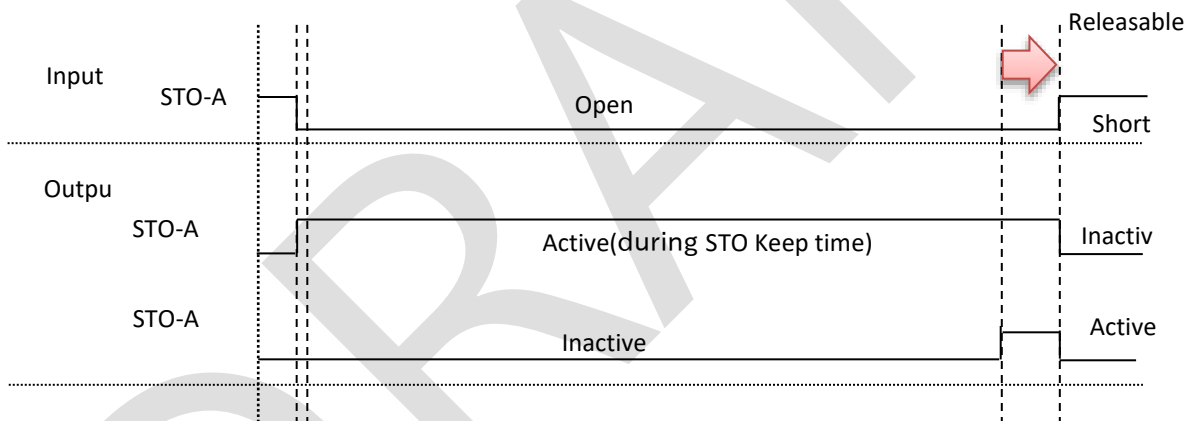 Releasable
Input
STO-A
Open
Short
Outpu
STO-A
Active(during STO Keep time)
Inactiv
STO-A
Inactive
Active